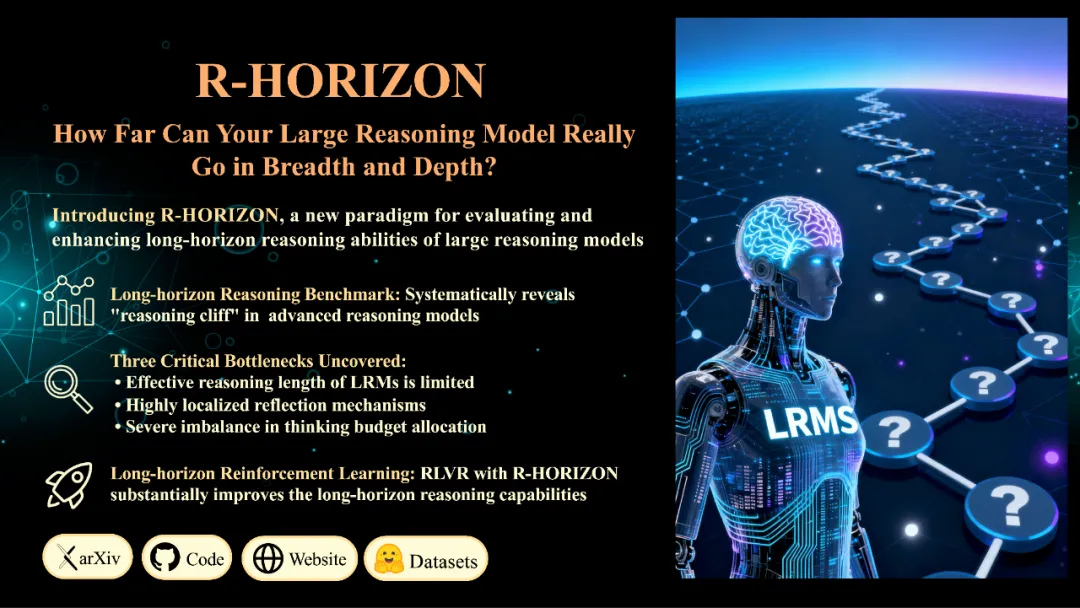 R-HORIZON
How Far Can Your Large Reasoning Model Really
Go in Breadth and Depth?
Introducing R-HORIZON, a new paradigm for evaluating and
enhancing long-horizon reasoning abilities of large reasoning models
Long-horizon Reasoning Benchmark: Systematically reveals
"reasoning cliff" in advanced reasoning models
Three Critical Bottlenecks Uncovered:
• Effective reasoning length of LRMs is limited
• Highly localized reflection mechanisms
• Severe imbalance in thinking budget allocation
Long-horizon Reinforcement Learning: RLVR with R-HORIZON
substantially improves the long-horizon reasoning capabilities
arXiv
Code
Website
Datasets
LRMS
?
?
?
?
?
?
?
?
?